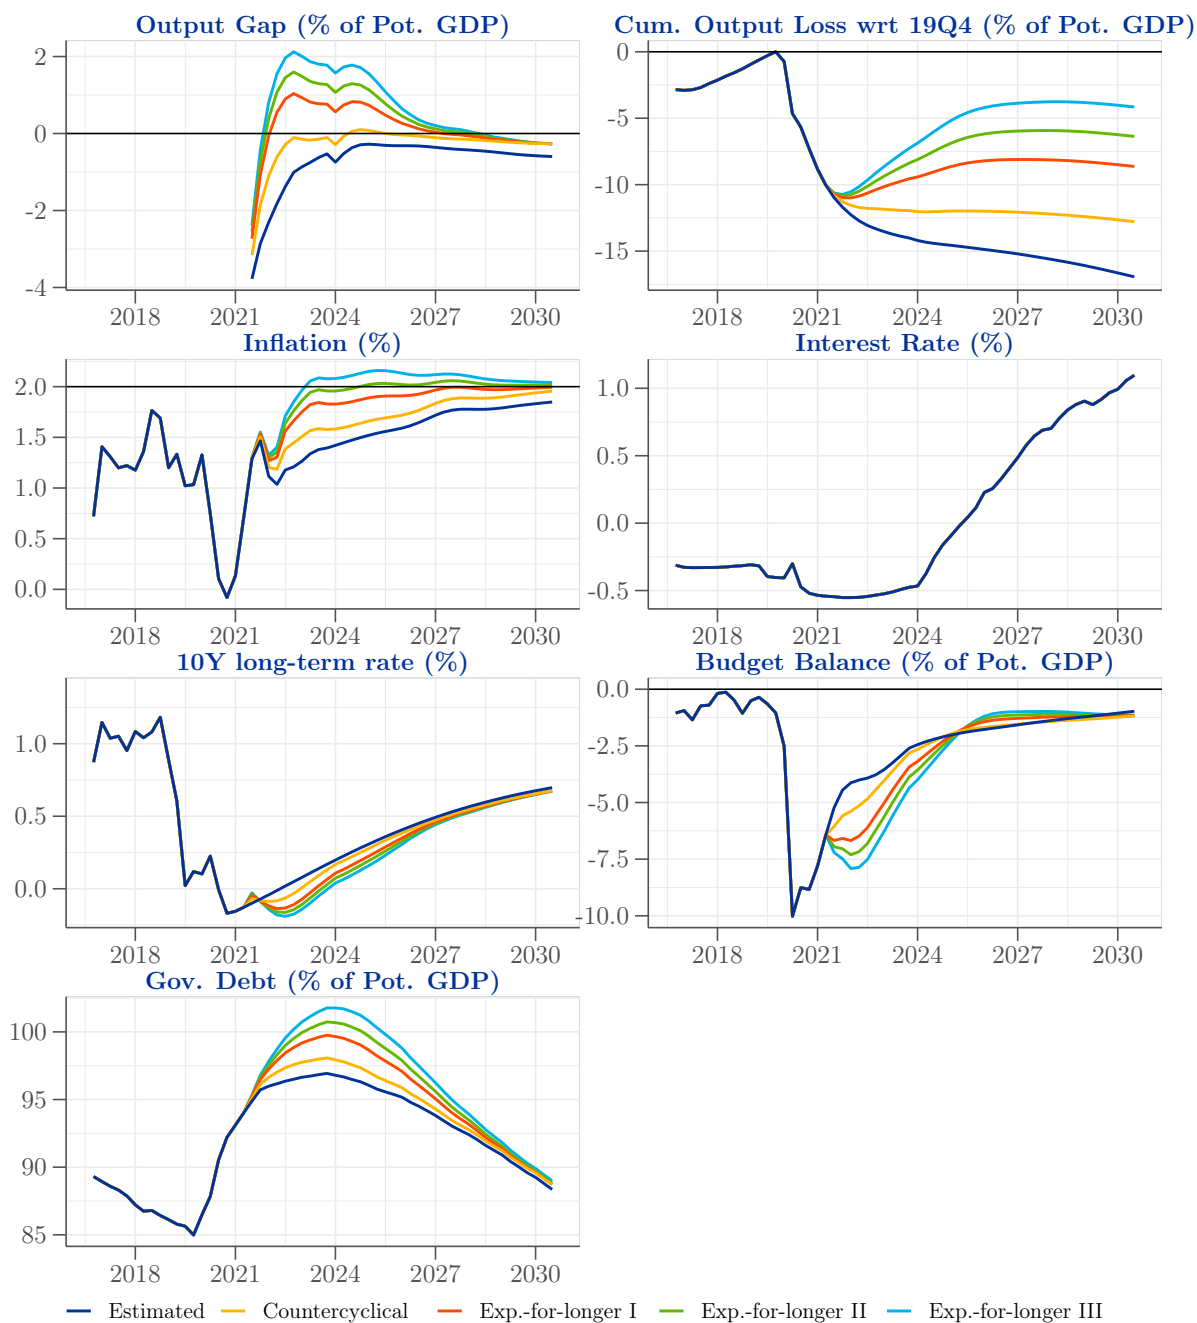 Output Gap (% of Pot. GDP)
2
0
-2
-4
2018 2021 2024 2027 2030
Cum. Output Loss wrt 19Q4 (% of Pot. GDP)
0
-5
-10
-15
2018 2021 2024 2027 2030
Inflation (%)
2.0
1.5
1.0
0.5
0.0
2018 2021 2024 2027 2030
Interest Rate (%)
1.0
0.5
0.0
-0.5
2018 2021 2024 2027 2030
10Y long-term rate (%)
1.0
0.5
0.0
2018 2021 2024 2027 2030
Budget Balance (% of Pot. GDP)
0.0
-2.5
-5.0
-7.5
-10.0
2018 2021 2024 2027 2030
Gov. Debt (% of Pot. GDP)
100
95
90
85
2018 2021 2024 2027 2030
Estimated Countercyclical Exp.-for-longer I Exp.-for-longer II Exp.-for-longer III